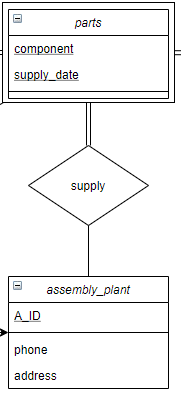 parts
component
supply_date
supply
assembly_plant
A_ID
phone
address